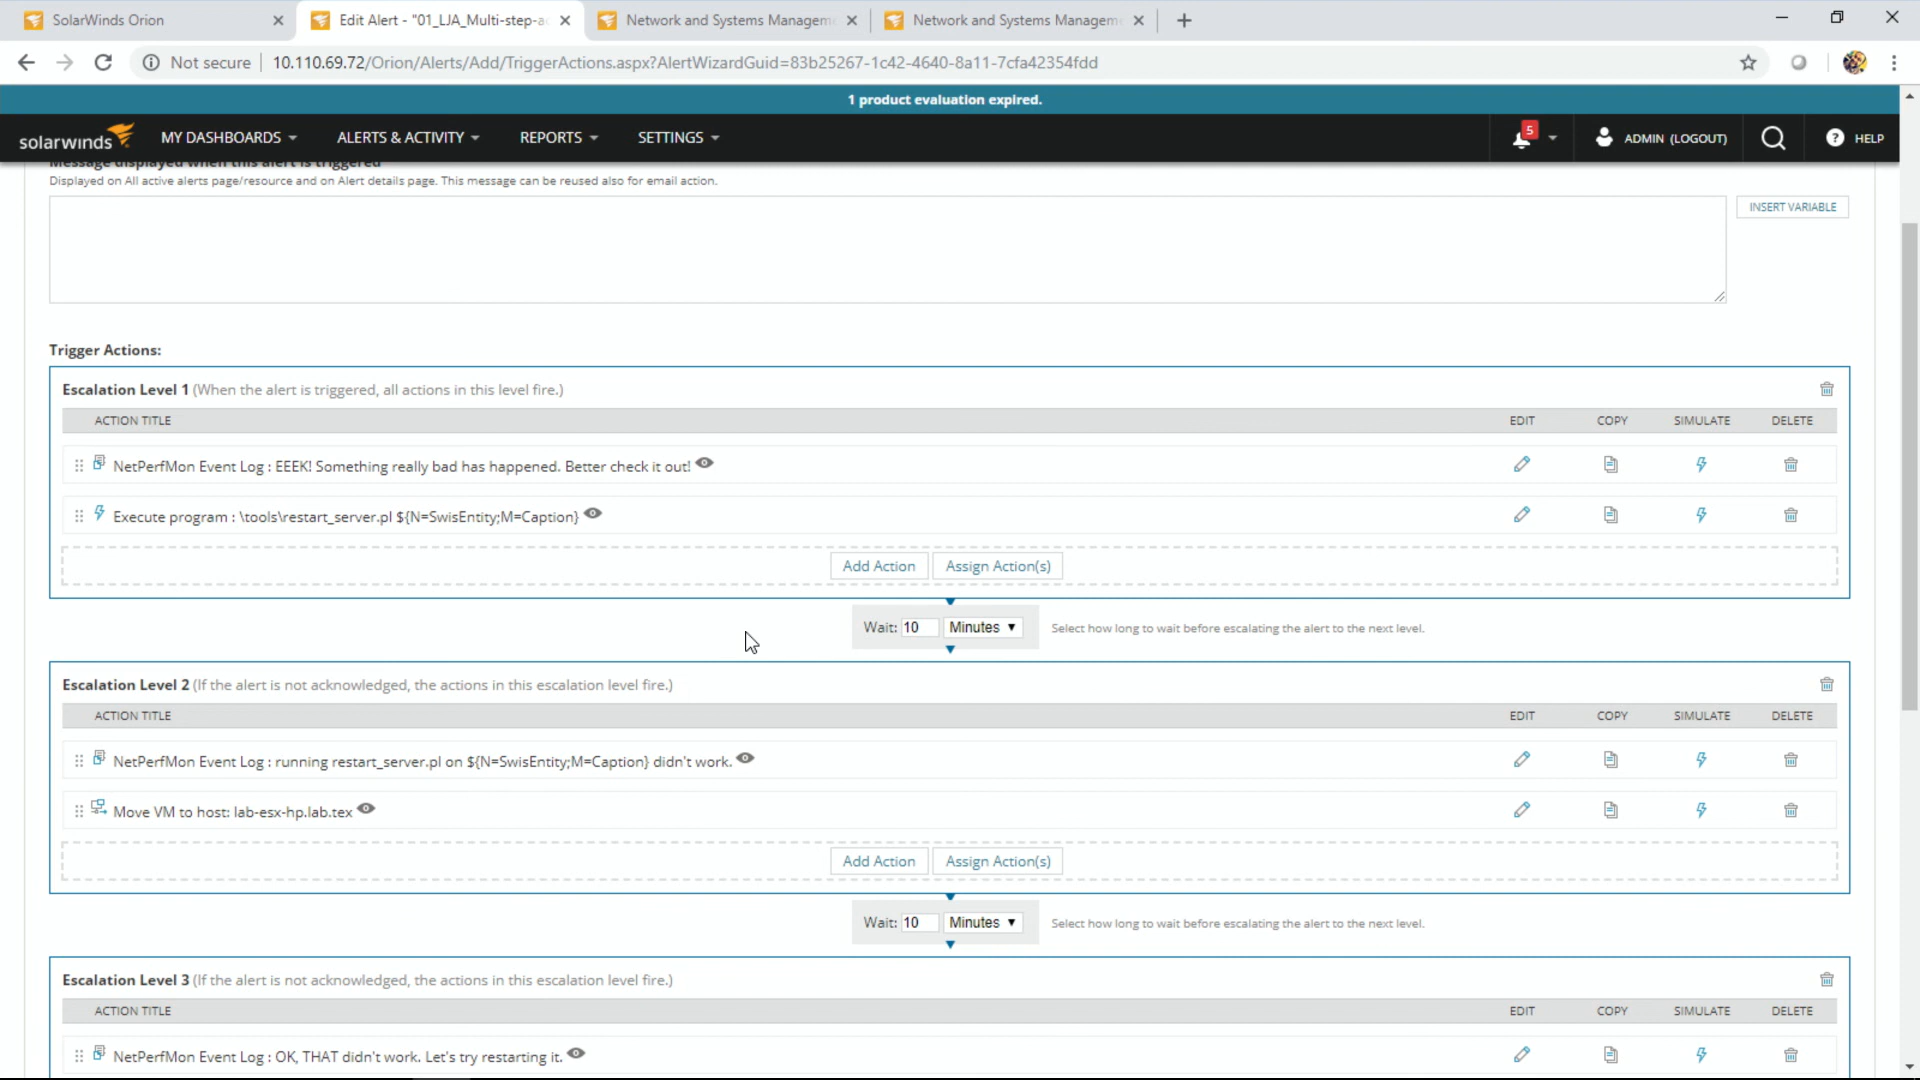 SolarWinds Orion
Edit Alert - "01_LJA_Multi-step-a
Network and Systems Managem
Network and Systems Managem
Not secure
10.110.69.72/Orion/Alerts/Add/TriggerActions.aspx?AlertWizardGuid=83b25267-1c42-4640-8a11-7cfa42354fdd
1 product evaluation expired.
solarwinds
MY DASHBOARDS
ALERTS & ACTIVITY
REPORTS
SETTINGS
5
ADMIN (LOGOUT)
? HELP
Message displayed when this alert is triggered
Displayed on All active alerts page/resource and on Alert details page. This message can be reused also for email action.
INSERT VARIABLE
Trigger Actions:
Escalation Level 1 (When the alert is triggered, all actions in this level fire.)
ACTION TITLE EDIT COPY SIMULATE DELETE
NetPerfMon Event Log : EEEK! Something really bad has happened. Better check it out!
Execute program : \tools\restart_server.pl ${N=SwisEntity;M=Caption}
Add Action Assign Action(s)
Wait: 10 Minutes Select how long to wait before escalating the alert to the next level.
Escalation Level 2 (If the alert is not acknowledged, the actions in this escalation level fire.)
ACTION TITLE EDIT COPY SIMULATE DELETE
NetPerfMon Event Log : running restart_server.pl on ${N=SwisEntity;M=Caption} didn't work.
Move VM to host: lab-esx-hp.lab.tex
Add Action Assign Action(s)
Wait: 10 Minutes Select how long to wait before escalating the alert to the next level.
Escalation Level 3 (If the alert is not acknowledged, the actions in this escalation level fire.)
ACTION TITLE EDIT COPY SIMULATE DELETE
NetPerfMon Event Log : OK, THAT didn't work. Let's try restarting it.